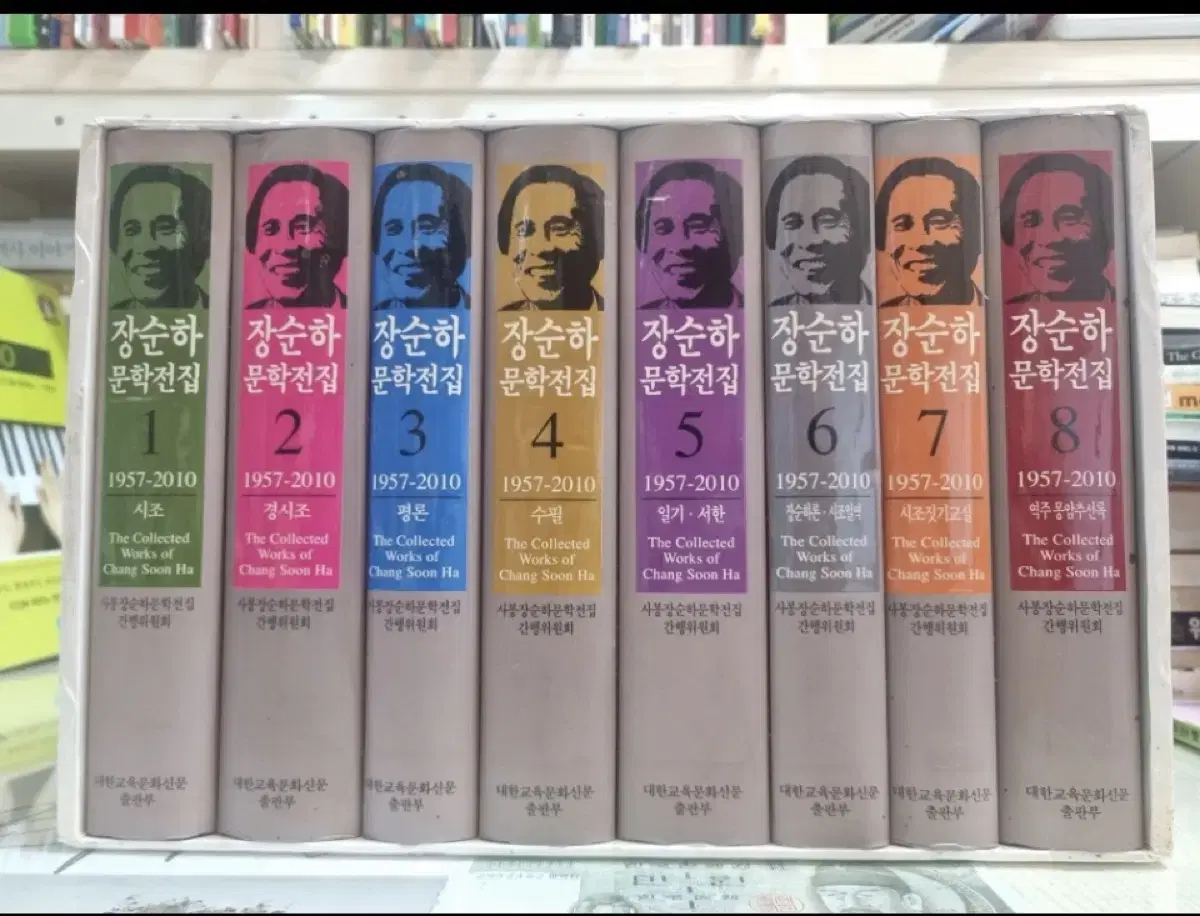 장순하
문학전집
1
1957-2010
시조
The Collected
Works of
Chang Soon Ha
사봉장순하문학전집
간행위원회
대한교육문화신문
출판부
장순하
문학전집
2
1957-2010
경시조
The Collected
Works of
Chang Soon Ha
사봉장순하문학전집
간행위원회
대한교육문화신문
출판부
장순하
문학전집
3
1957-2010
평론
The Collected
Works of
Chang Soon Ha
사봉장순하문학전집
간행위원회
대한교육문화신문
출판부
장순하
문학전집
4
1957-2010
수필
The Collected
Works of
Chang Soon Ha
사봉장순하문학전집
간행위원회
대한교육문화신문
출판부
장순하
문학전집
5
1957-2010
일기·서한
The Collected
Works of
Chang Soon Ha
사봉장순하문학전집
간행위원회
대한교육문화신문
출판부
장순하
문학전집
6
1957-2010
장순하론·시조일역
The Collected
Works of
Chang Soon Ha
사봉장순하문학전집
간행위원회
대한교육문화신문
출판부
장순하
문학전집
7
1957-2010
시조짓기교실
The Collected
Works of
Chang Soon Ha
사봉장순하문학전집
간행위원회
대한교육문화신문
출판부
장순하
문학전집
8
1957-2010
역주 몽암추선록
The Collected
Works of
Chang Soon Ha
사봉장순하문학전집
간행위원회
대한교육문화신문
출판부